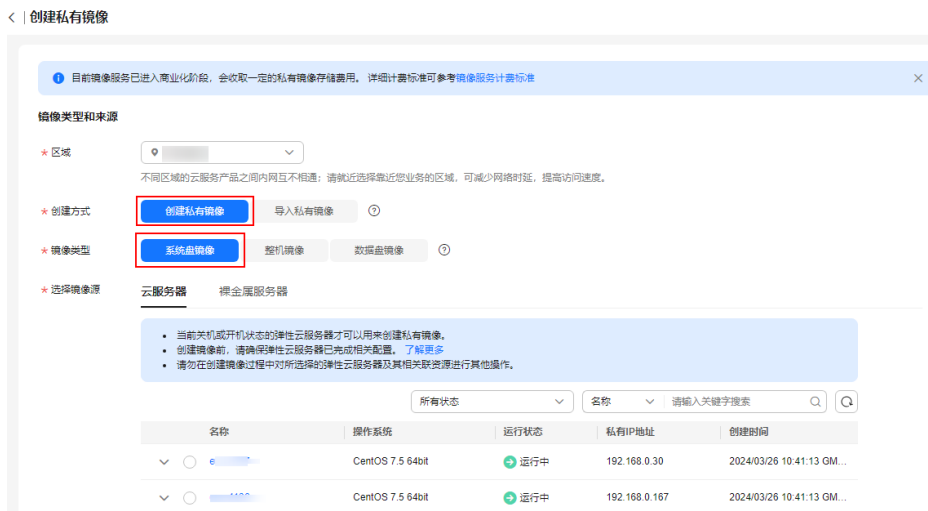 创建私有镜像
目前镜像服务已进入商业化阶段，会收取一定的私有镜像存储费用。 详细计费标准可参考镜像服务计费标准
镜像类型和来源
* 区域
不同区域的云服务产品之间内网互不相通；请就近选择靠近您业务的区域，可减少网络时延，提高访问速度。
* 创建方式 创建私有镜像 导入私有镜像
* 镜像类型 系统盘镜像 整机镜像 数据盘镜像
* 选择镜像源 云服务器 裸金属服务器
• 当前关机或开机状态的弹性云服务器才可以用来创建私有镜像。
• 创建镜像前，请确保弹性云服务器已完成相关配置。 了解更多
• 请勿在创建镜像过程中对所选择的弹性云服务器及其相关联资源进行其他操作。
所有状态 名称 请输入关键字搜索
名称 操作系统 运行状态 私有IP地址 创建时间
CentOS 7.5 64bit 运行中 192.168.0.30 2024/03/26 10:41:13 GM...
CentOS 7.5 64bit 运行中 192.168.0.167 2024/03/26 10:41:13 GM...